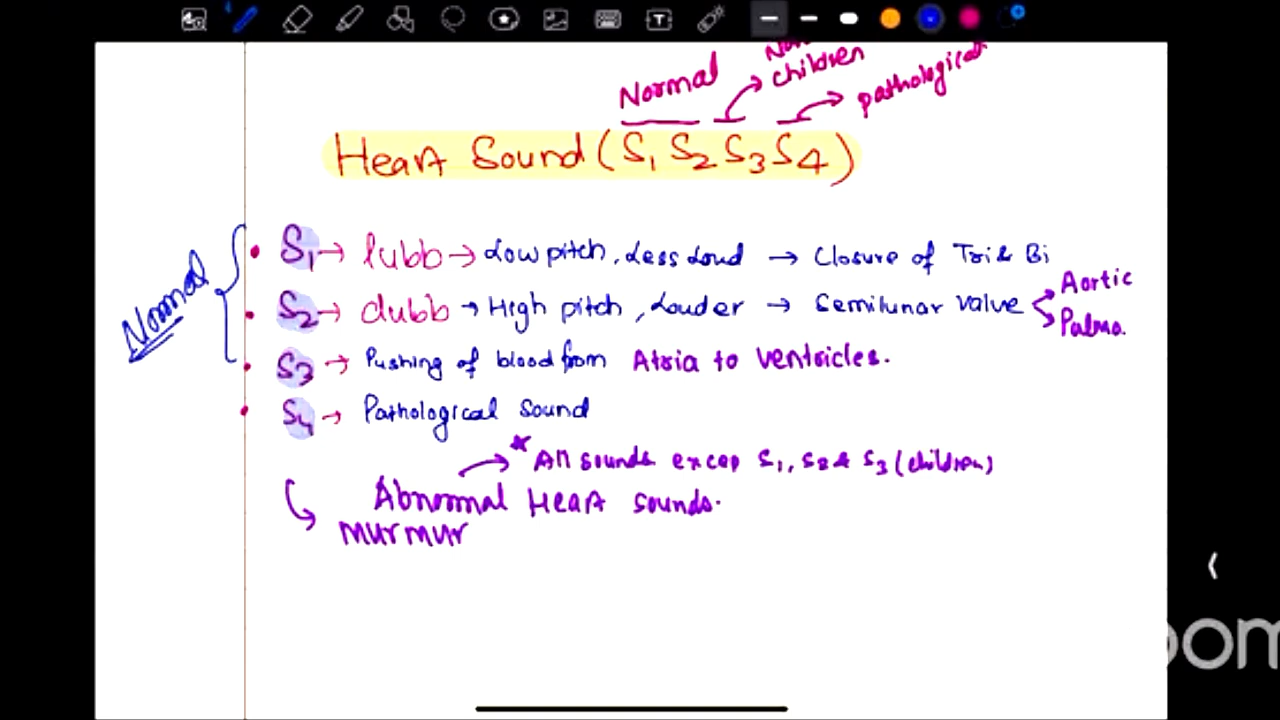 Normal
children
pathological
Heart Sound (S1 S2 S3 S4)
Normal
S1 → lubb → Low pitch, Less Loud → Closure of Tri & Bi
S2 → dubb → High pitch, Louder → Semilunar Valve
Aortic
Pulmo.
S3 → Pushing of blood from Atria to ventricles.
S4 → Pathological Sound
* All sounds excep S1, S2 & S3 (children)
Abnormal Heart sounds.
murmur